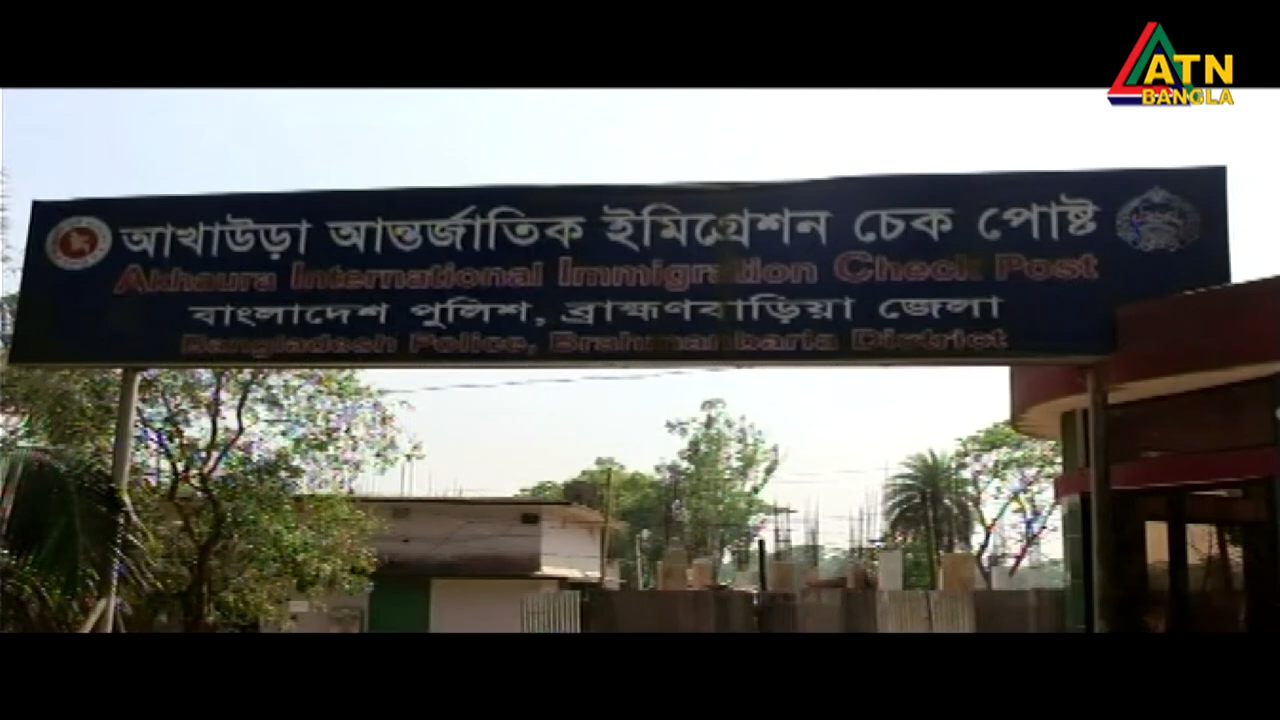 ATN
BANGLA
আখাউড়া আন্তর্জাতিক ইমিগ্রেশন চেক পোষ্ট
Akhaura International Immigration Check Post
বাংলাদেশ পুলিশ, ব্রাহ্মণবাড়িয়া জেলা
Bangladesh Police, Brahmanbaria District